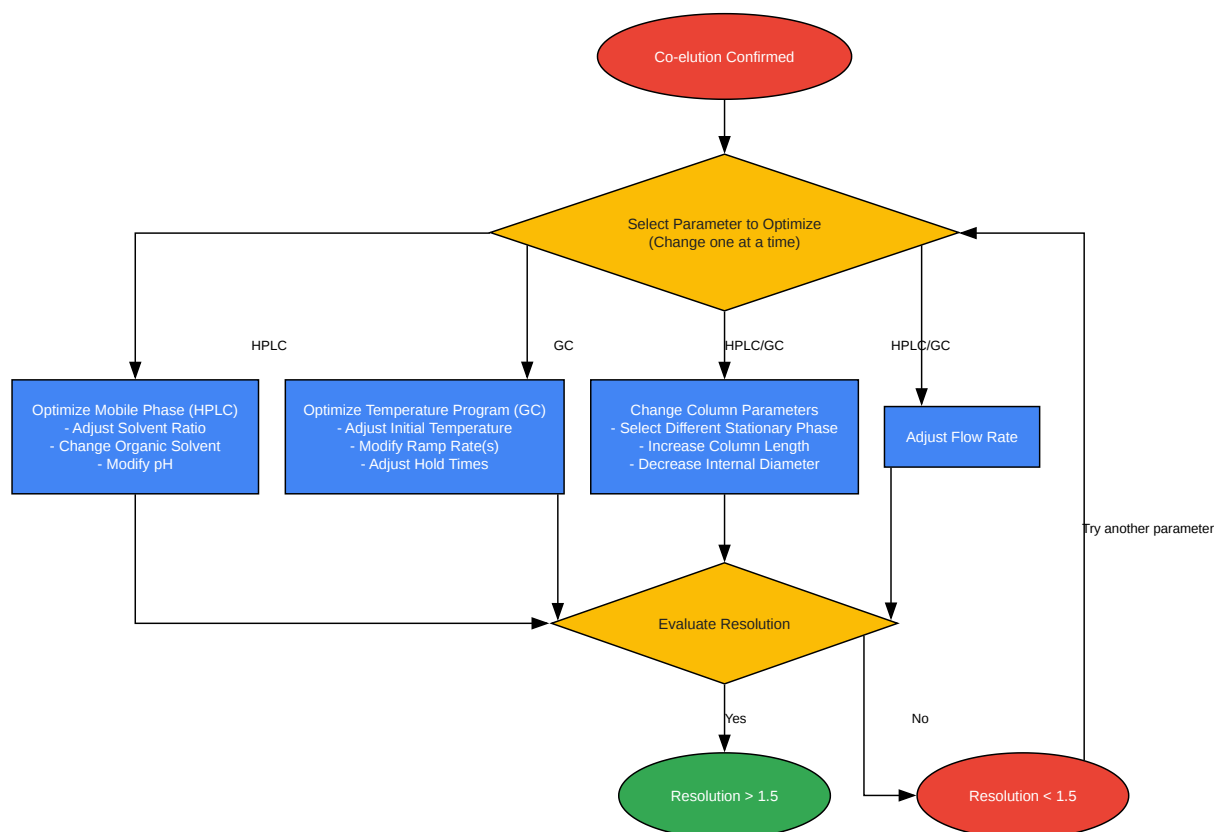 Co-elution Confirmed
Select Parameter to Optimize
(Change one at a time)
HPLC
GC
HPLC/GC
HPLC/GC
Optimize Mobile Phase (HPLC)
- Adjust Solvent Ratio
- Change Organic Solvent
- Modify pH
Optimize Temperature Program (GC)
- Adjust Initial Temperature
- Modify Ramp Rate(s)
- Adjust Hold Times
Change Column Parameters
- Select Different Stationary Phase
- Increase Column Length
- Decrease Internal Diameter
Adjust Flow Rate
Try another parameter
Evaluate Resolution
Yes
No
Resolution > 1.5
Resolution < 1.5